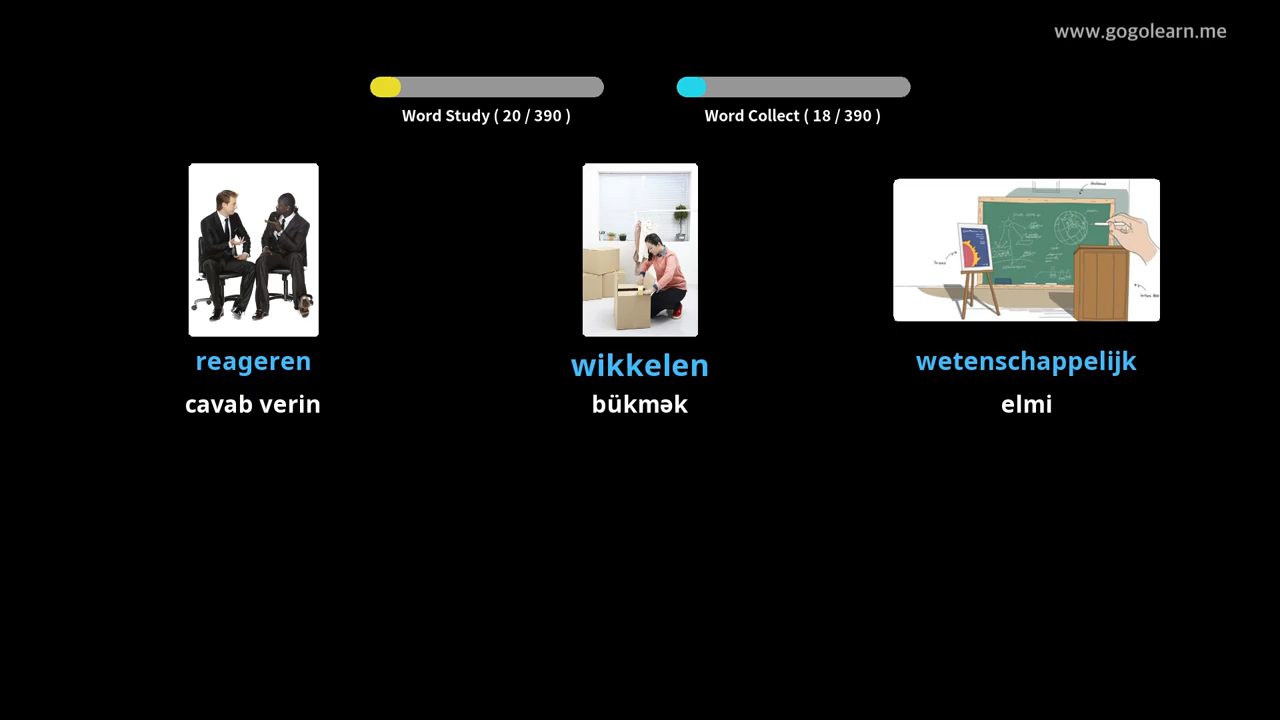 www.gogolearn.me
Word Study ( 20 / 390 )
Word Collect ( 18 / 390 )
reageren
wikkelen
wetenschappelijk
cavab verin
bükmək
elmi